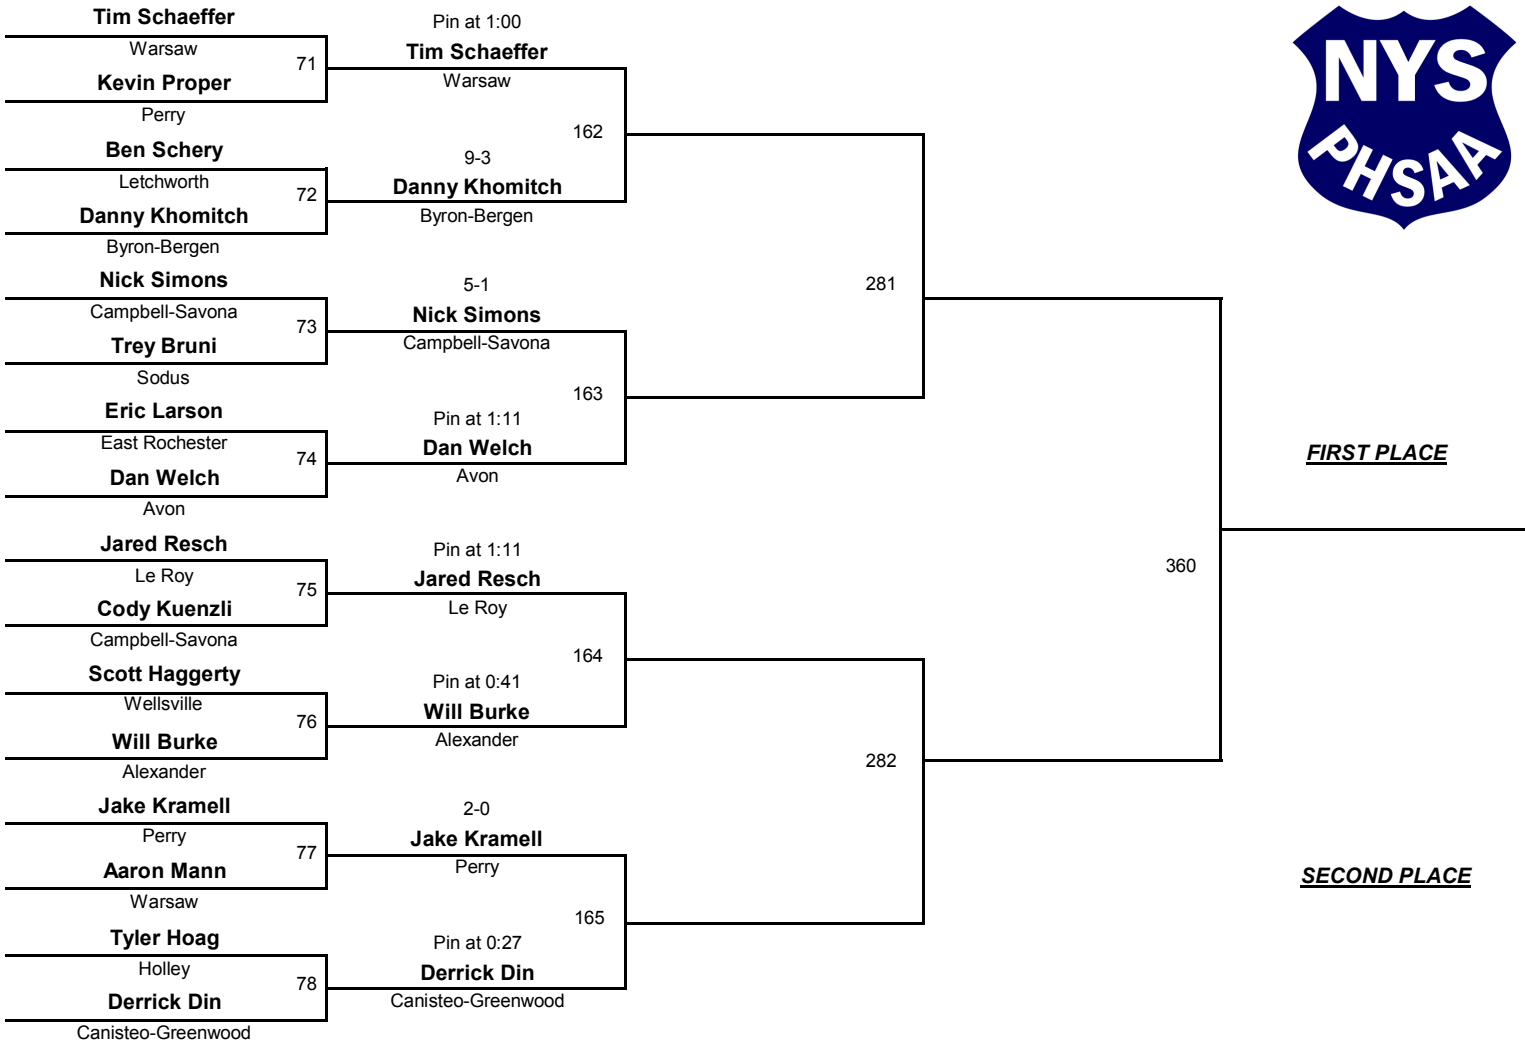 Tim Schaeffer
Warsaw
71
Kevin Proper
Perry
Ben Schery
Letchworth
72
Danny Khomitch
Byron-Bergen
Nick Simons
Campbell-Savona
73
Trey Bruni
Sodus
Eric Larson
East Rochester
74
Dan Welch
Avon
Jared Resch
Le Roy
75
Cody Kuenzli
Campbell-Savona
Scott Haggerty
Wellsville
76
Will Burke
Alexander
Jake Kramell
Perry
77
Aaron Mann
Warsaw
Tyler Hoag
Holley
78
Derrick Din
Canisteo-Greenwood
Pin at 1:00
Tim Schaeffer
Warsaw
162
9-3
Danny Khomitch
Byron-Bergen
5-1
Nick Simons
Campbell-Savona
163
Pin at 1:11
Dan Welch
Avon
Pin at 1:11
Jared Resch
Le Roy
164
Pin at 0:41
Will Burke
Alexander
2-0
Jake Kramell
Perry
165
Pin at 0:27
Derrick Din
Canisteo-Greenwood
281
282
360
NYS
PHSAA
FIRST PLACE
SECOND PLACE